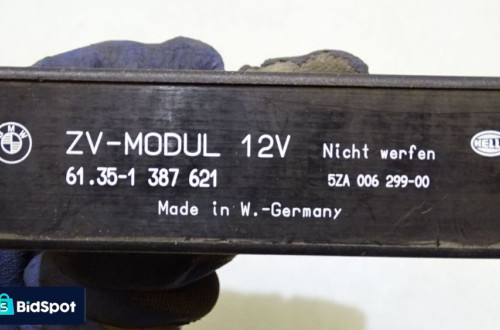 BMW
ZV-MODUL 12V Nicht werfen HELLA
61.35-1 387 621 5ZA 006 299-00
Made in W.-Germany
S BidSpot